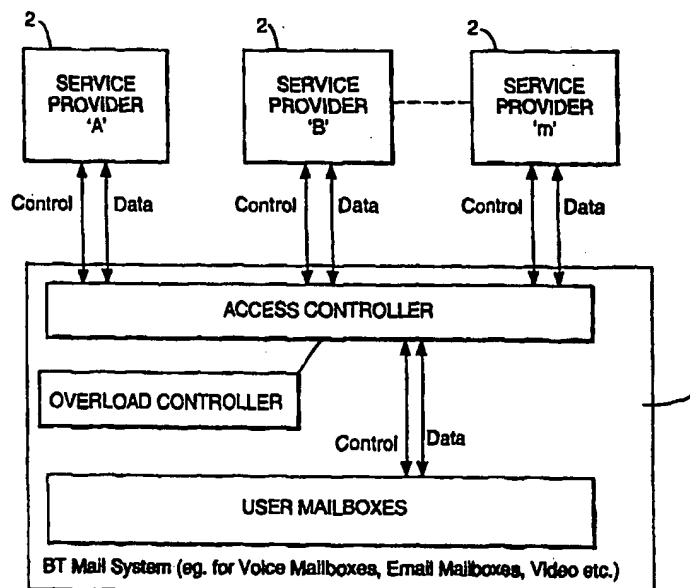 2
2
2
SERVICE
PROVIDER
'A'
SERVICE
PROVIDER
'B'
SERVICE
PROVIDER
'm'
Control
Data
Control
Data
Control
Data
ACCESS CONTROLLER
OVERLOAD CONTROLLER
Control
Data
USER MAILBOXES
BT Mail System (eg. for Voice Mailboxes, Email Mailboxes, Video etc.)